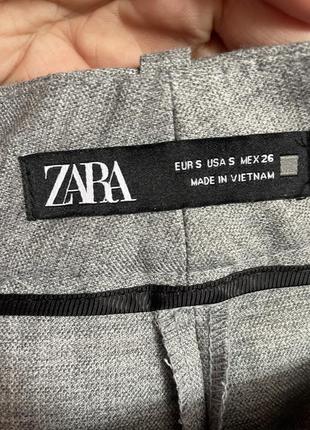 ZARA
EUR S USA S MEX 26
MADE IN VIETNAM